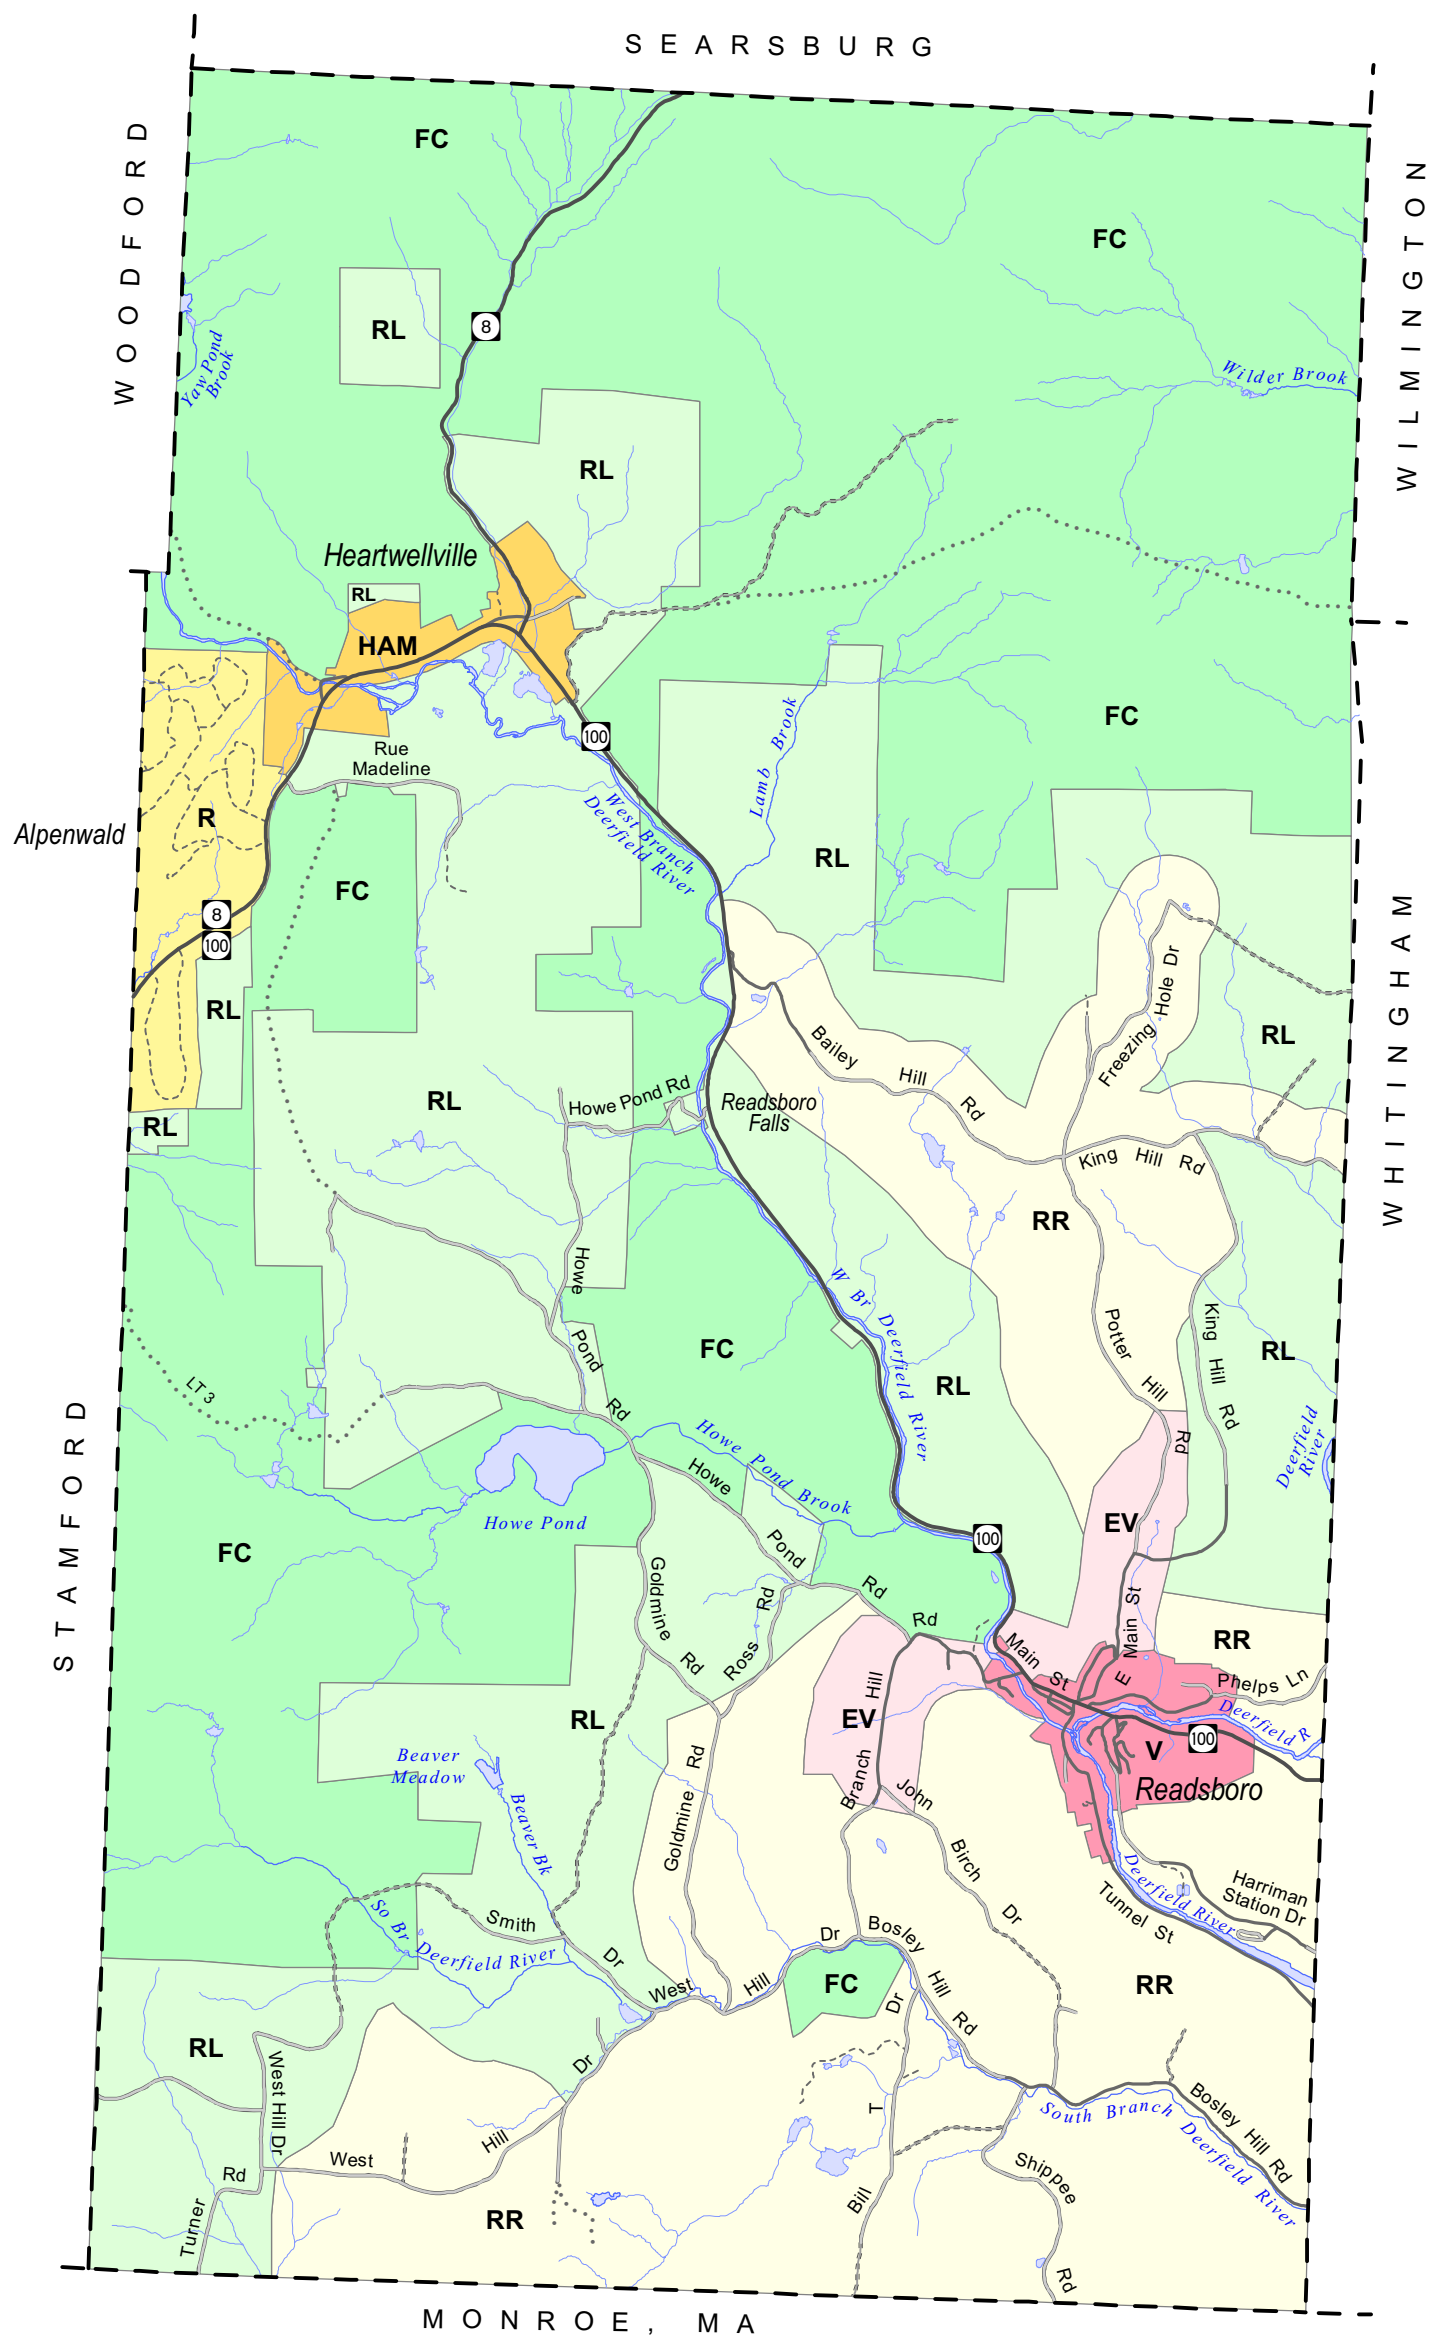 SEARSBURG
WOODFORD
WILMINGTON
FC
FC
RL
8
Yaw Pond
Brook
Wilder Brook
RL
Heartwellville
RL
HAM
100
Rue
Madeline
Lamb Brook
FC
West Branch
Deerfield River
R
Alpenwald
RL
FC
8
100
RL
WHITINGHAM
Freezing Hole Dr
RL
Bailey Hill Rd
RL
Howe Pond Rd
Readsboro
Falls
RL
King Hill Rd
RR
Howe Pond Rd
W Br Deerfield River
Potter Hill Rd
King Hill Rd
FC
RL
RL
LT 3
STAMFORD
Howe Pond Brook
Deerfield
River
Howe Pond Rd
Howe Pond
EV
100
FC
Goldmine Rd
Ross Rd
Rd
Main St
E Main St
RR
Phelps Ln
RL
EV
Branch Hill Rd
Deerfield R
100
V
Readsboro
Beaver
Meadow
Beaver Bk
Goldmine Rd
John Birch Dr
Deerfield River
Harriman
Station Dr
Tunnel St
So Br Deerfield River
Smith Dr
West Hill Dr
Bosley Hill Rd
FC
RR
RL
West Hill Dr
Bill T Dr
South Branch Deerfield River
Bosley Hill Rd
West Hill Dr
Turner Rd
Shippee Rd
RR
MONROE, MA